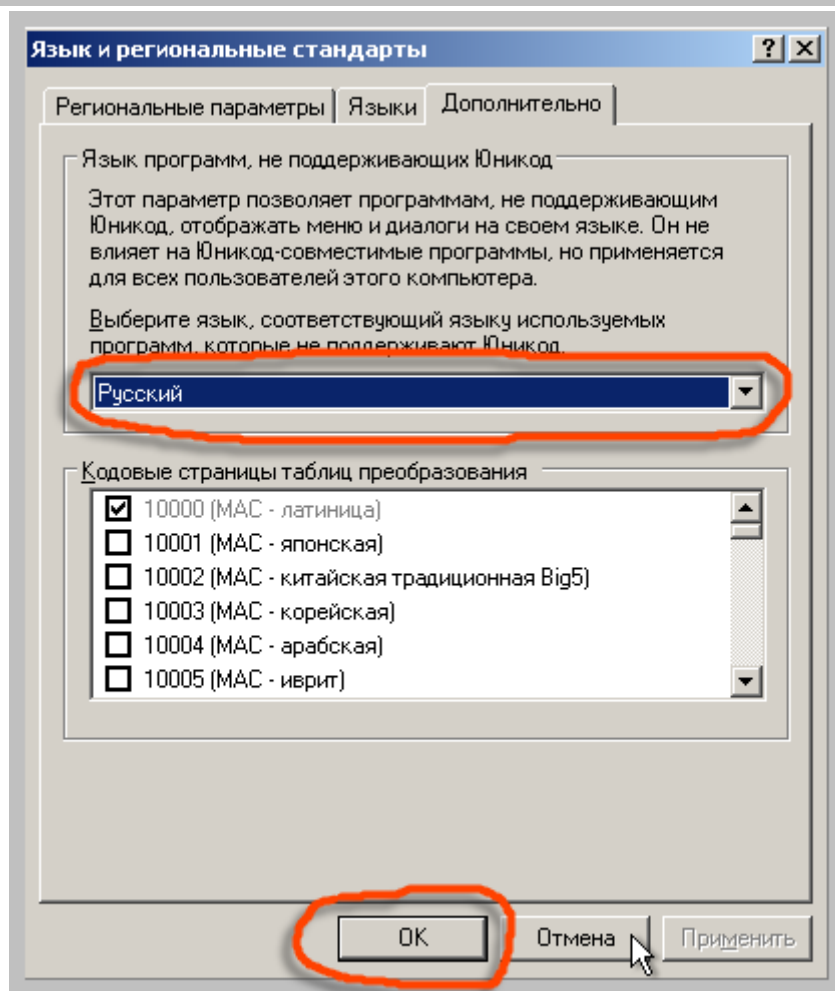 Язык и региональные стандарты
Региональные параметры Языки Дополнительно
Язык программ, не поддерживающих Юникод
Этот параметр позволяет программам, не поддерживающим
Юникод, отображать меню и диалоги на своем языке. Он не
влияет на Юникод-совместимые программы, но применяется
для всех пользователей этого компьютера.
Выберите язык, соответствующий языку используемых
программ, которые не поддерживают Юникод.
Русский
Кодовые страницы таблиц преобразования
10000 (MAC - латиница)
10001 (MAC - японская)
10002 (MAC - китайская традиционная Big5)
10003 (MAC - корейская)
10004 (MAC - арабская)
10005 (MAC - иврит)
OK Отмена Применить